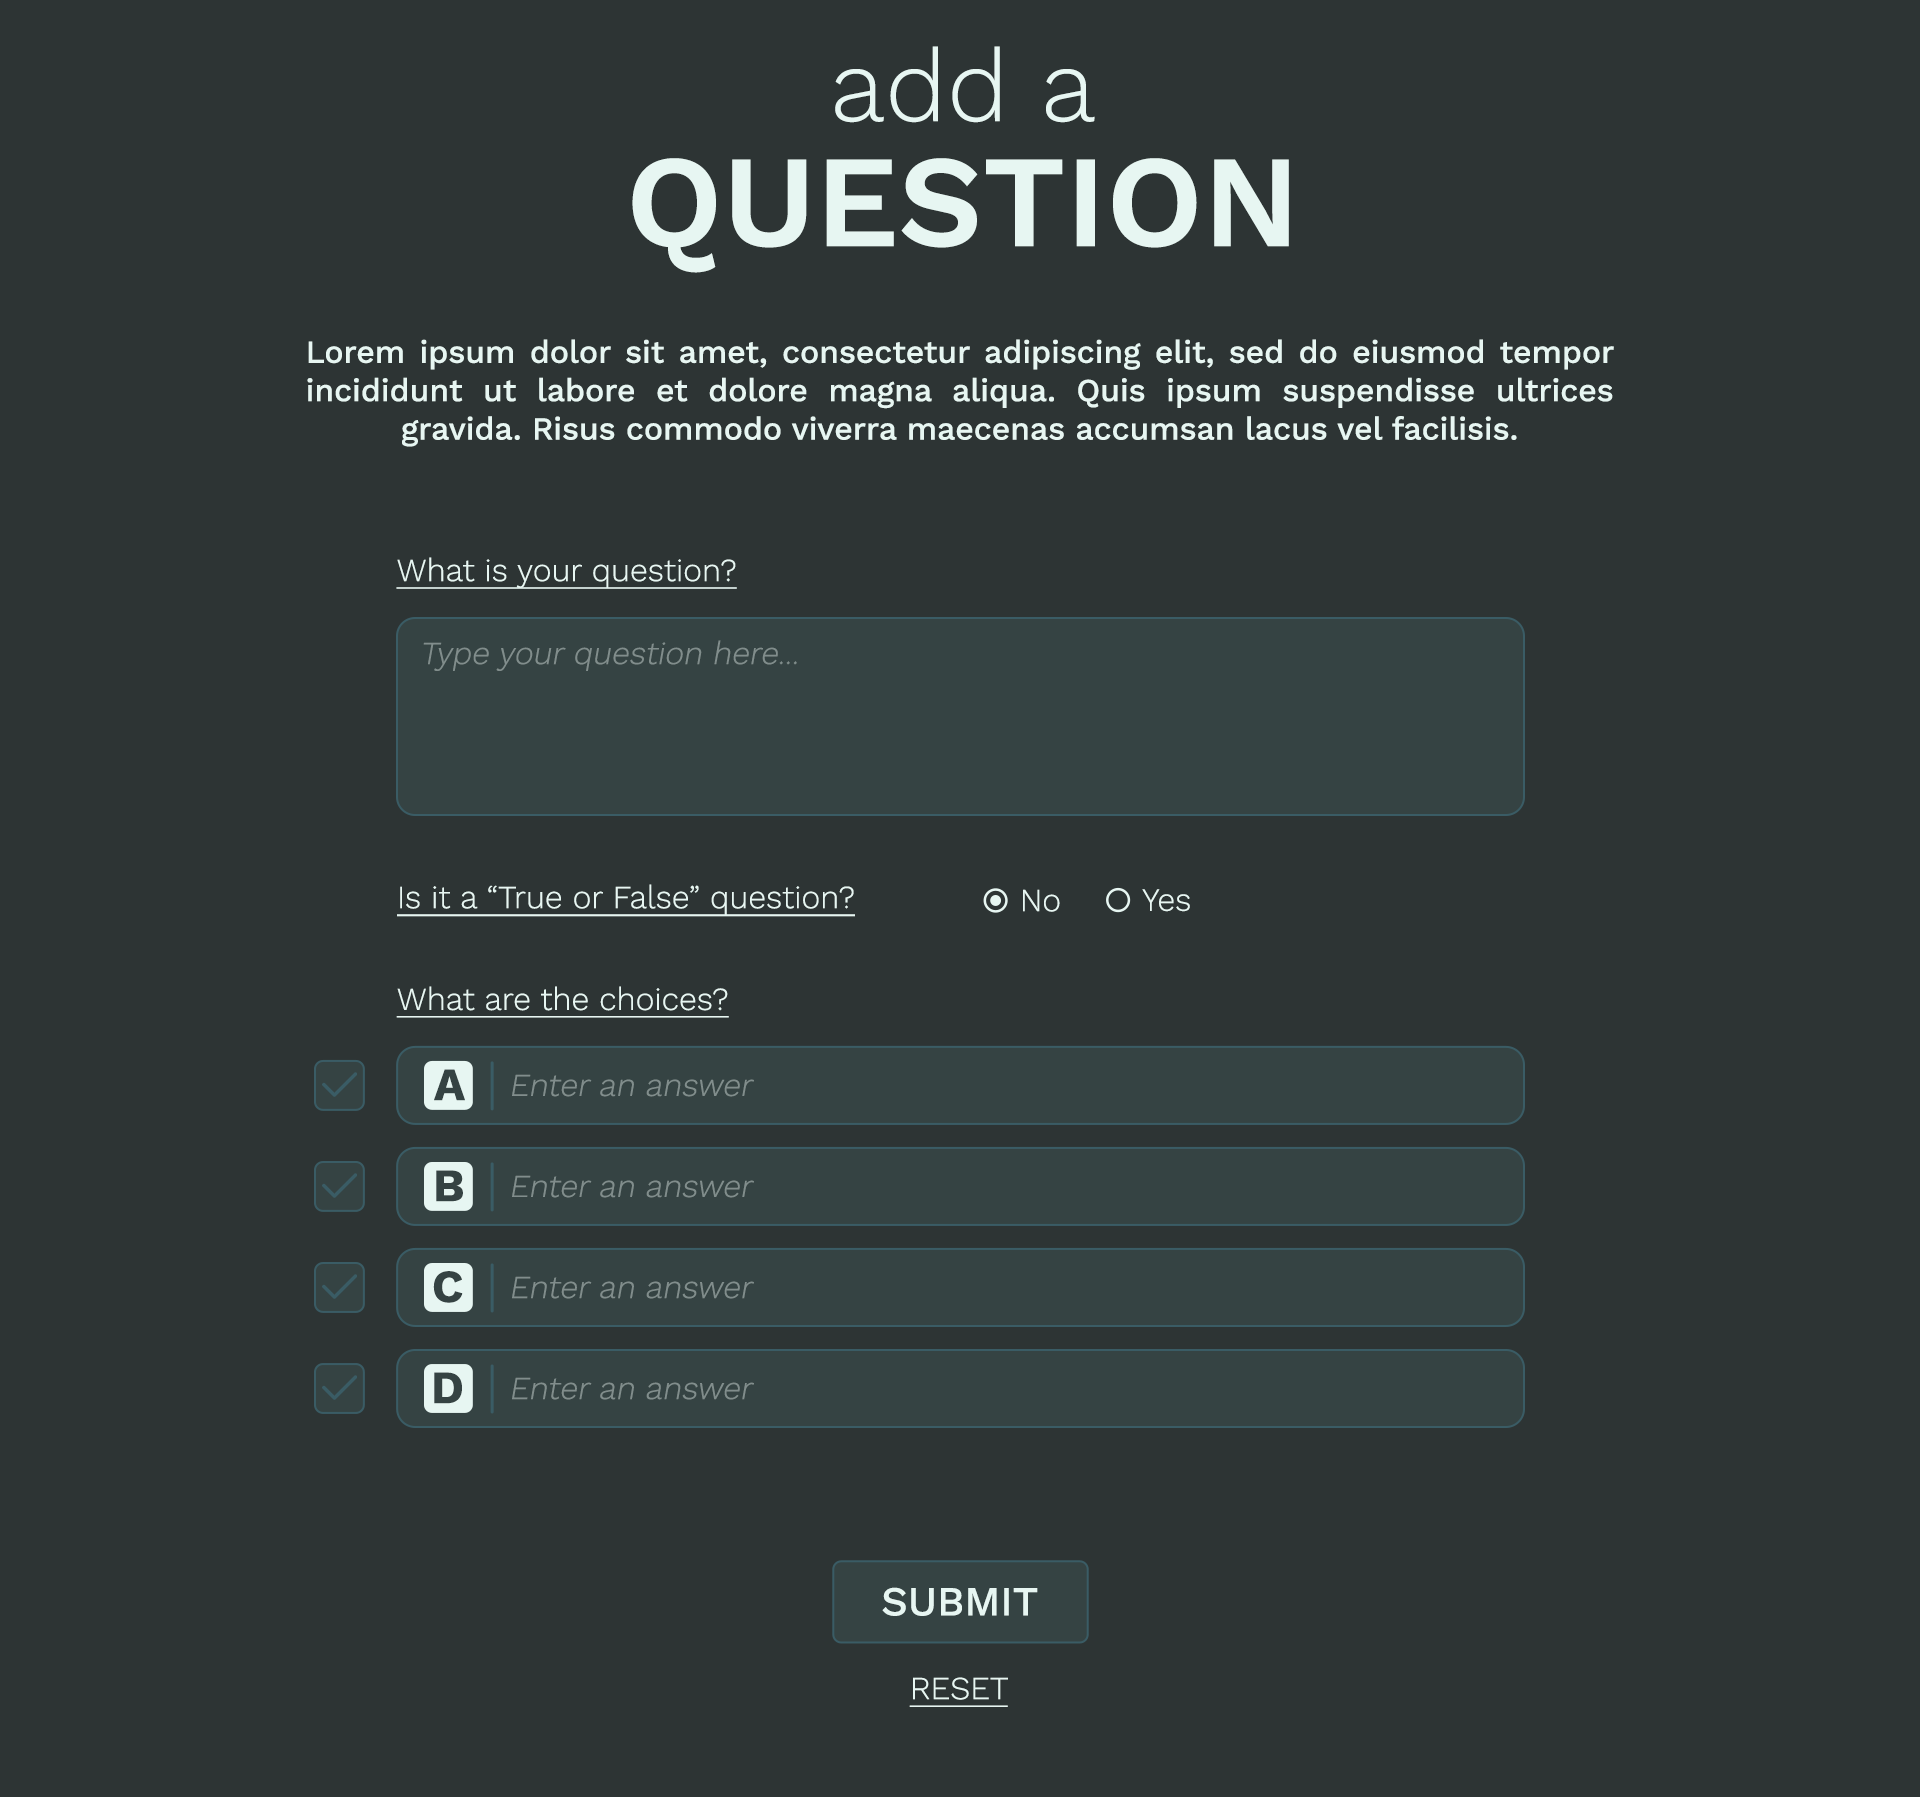 add a
QUESTION
Lorem ipsum dolor sit amet, consectetur adipiscing elit, sed do eiusmod tempor
incididunt ut labore et dolore magna aliqua. Quis ipsum suspendisse ultrices
gravida. Risus commodo viverra maecenas accumsan lacus vel facilisis.
What is your question?
Type your question here...
Is it a “True or False” question? No Yes
What are the choices?
A Enter an answer
B Enter an answer
C Enter an answer
D Enter an answer
SUBMIT
RESET